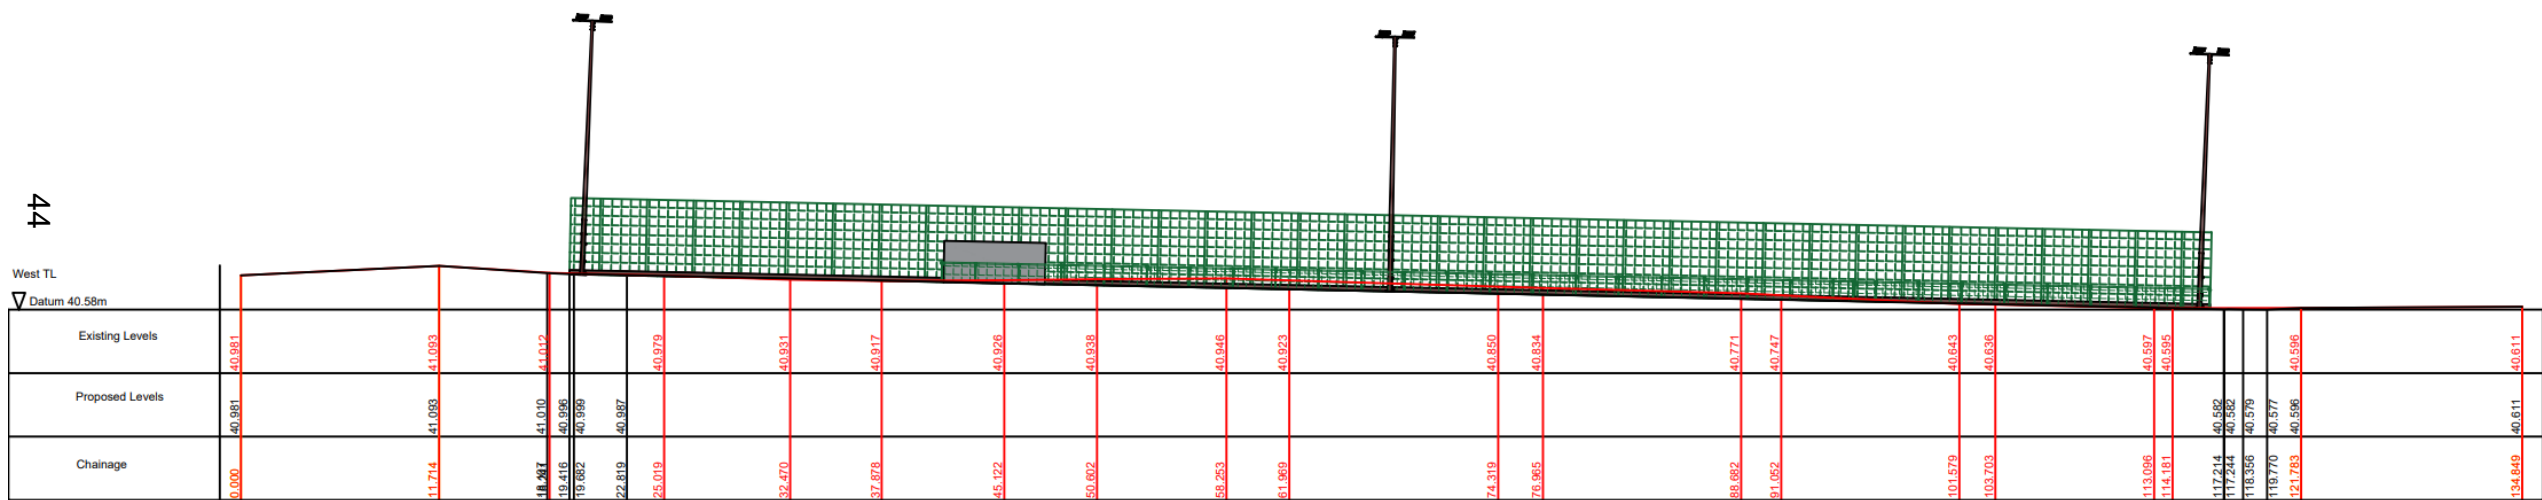 44
West TL
Datum 40.58m
Existing Levels
40.981 41.093 41.012 40.979 40.931 40.917 40.926 40.938 40.946 40.923 40.850 40.834 40.771 40.747 40.643 40.636 40.597 40.595 40.596 40.611
Proposed Levels
40.981 41.093 41.010 40.996 40.999 40.987 40.582 40.582 40.579 40.577 40.596 40.611
Chainage
0.000 11.714 19.416 19.682 22.819 25.019 32.470 37.878 45.122 50.602 58.253 61.969 74.319 76.965 88.682 91.052 101.579 103.703 113.096 114.181 117.214 117.244 118.356 119.770 121.783 134.849